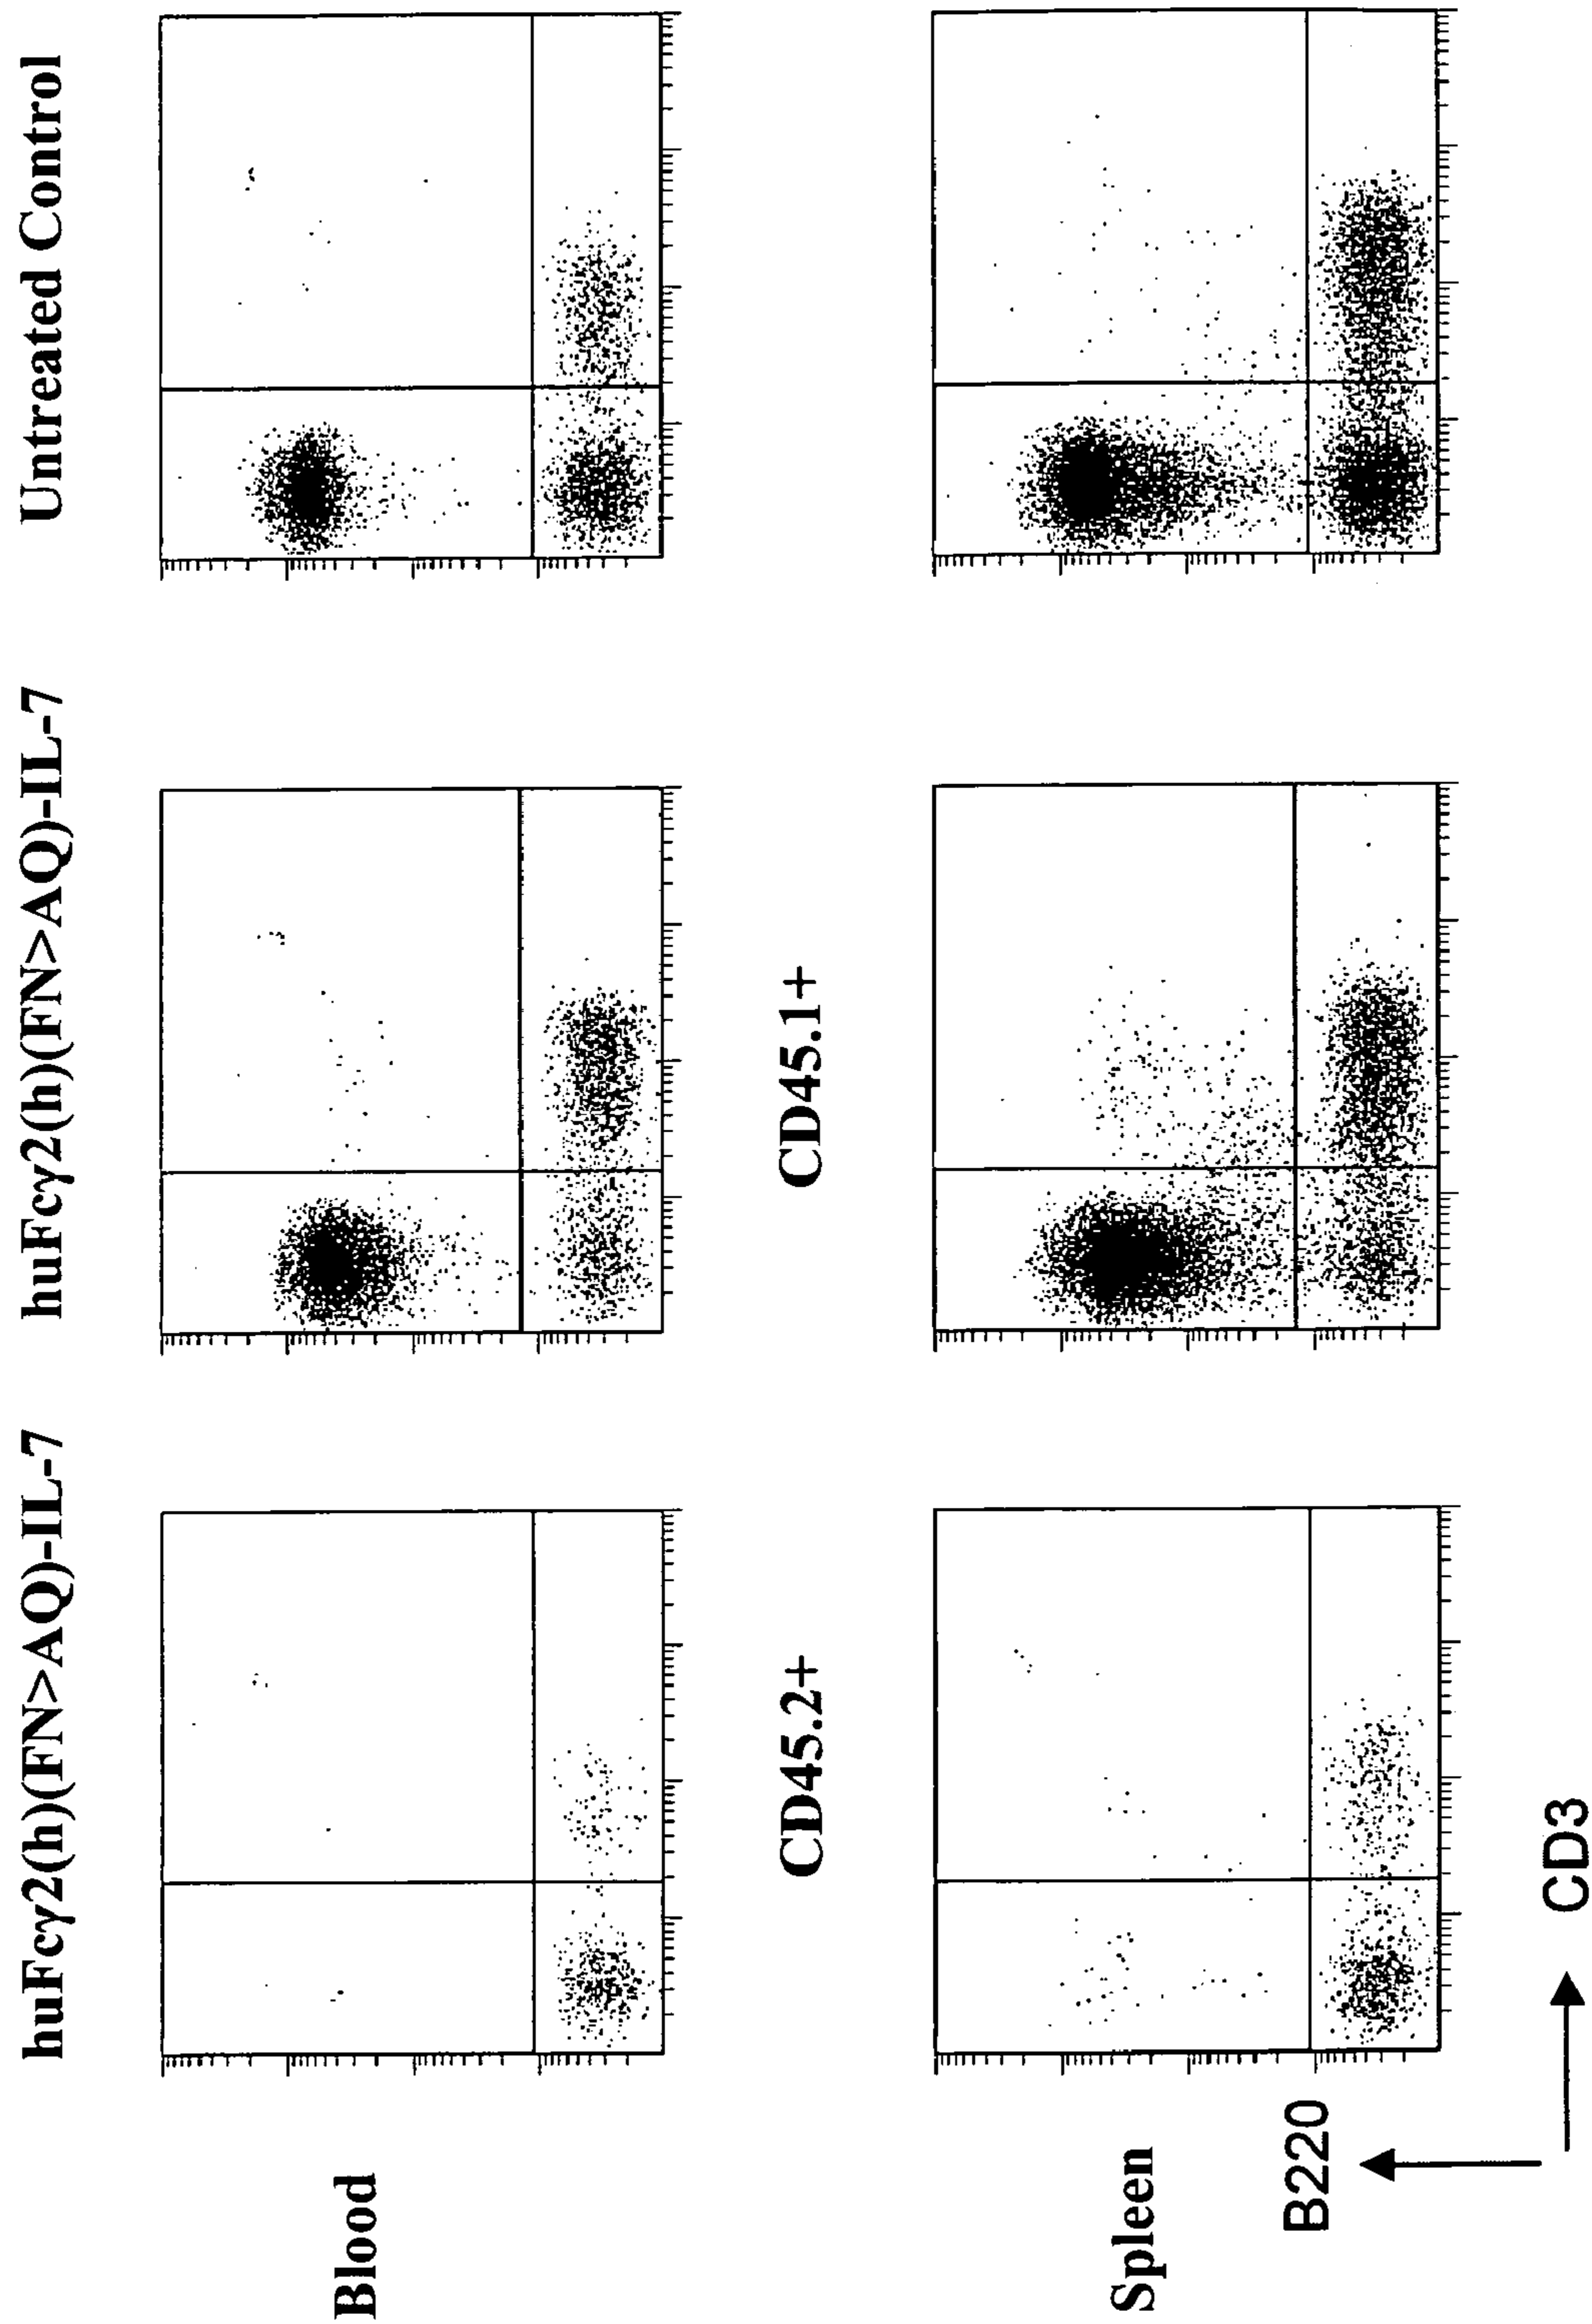 huFcγ2(h)(FN>AQ)-IL-7
huFcγ2(h)(FN>AQ)-IL-7
Untreated Control
Blood
CD45.2+
CD45.1+
Spleen
B220
CD3